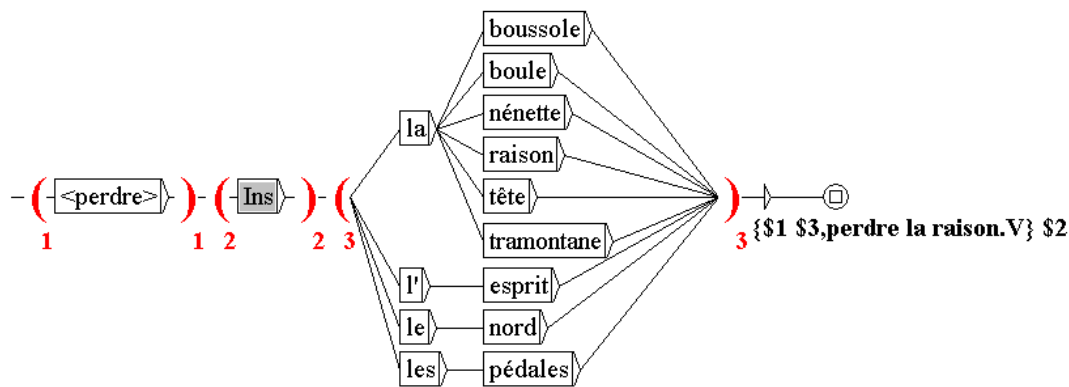 boussole
boule
la
nénette
raison
( <perdre> ) ( Ins ) (
tête
)
1 1 2 2 3
tramontane
3 {$1 $3,perdre la raison.V} $2
l' esprit
le nord
les pédales